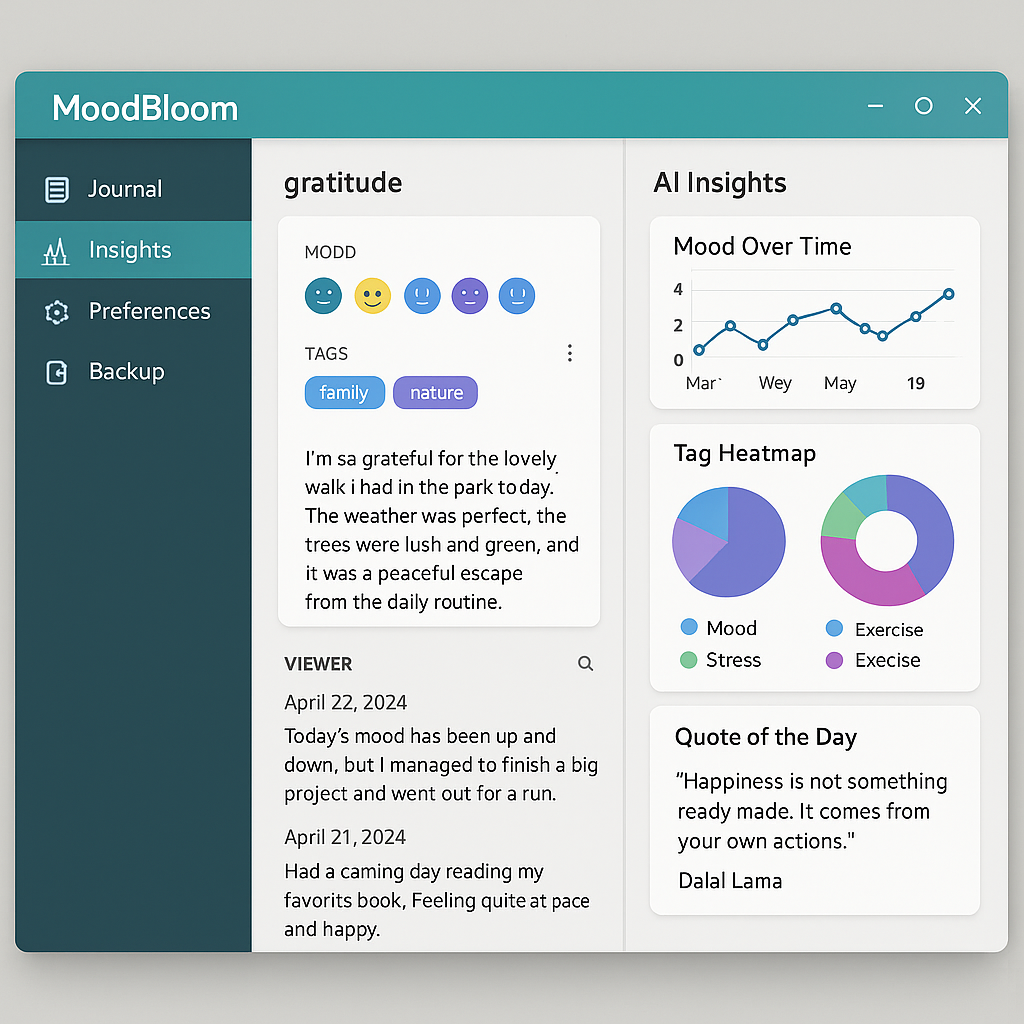 MoodBloom
Journal
Insights
Preferences
Backup
gratitude
MODD
TAGS
family
nature
I'm sa grateful for the lovely
walk i had in the park today.
The weather was perfect, the
trees were lush and green, and
it was a peaceful escape
from the daily routine.
VIEWER
April 22, 2024
Today's mood has been up and
down, but I managed to finish a big
project and went out for a run.
April 21, 2024
Had a caming day reading my
favorits book, Feeling quite at pace
and happy.
AI Insights
Mood Over Time
4
2
0
Mar`
Wey
May
19
Tag Heatmap
Mood
Exercise
Stress
Execise
Quote of the Day
"Happiness is not something
ready made. It comes from
your own actions."
Dalal Lama